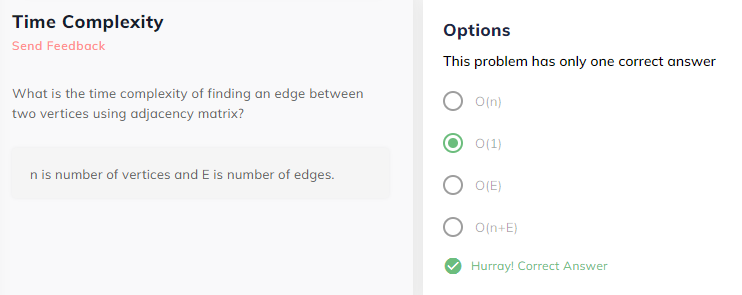 Time Complexity
Send Feedback
What is the time complexity of finding an edge between
two vertices using adjacency matrix?
n is number of vertices and E is number of edges.
Options
This problem has only one correct answer
O(n)
O(1)
O(E)
O(n+E)
Hurray! Correct Answer